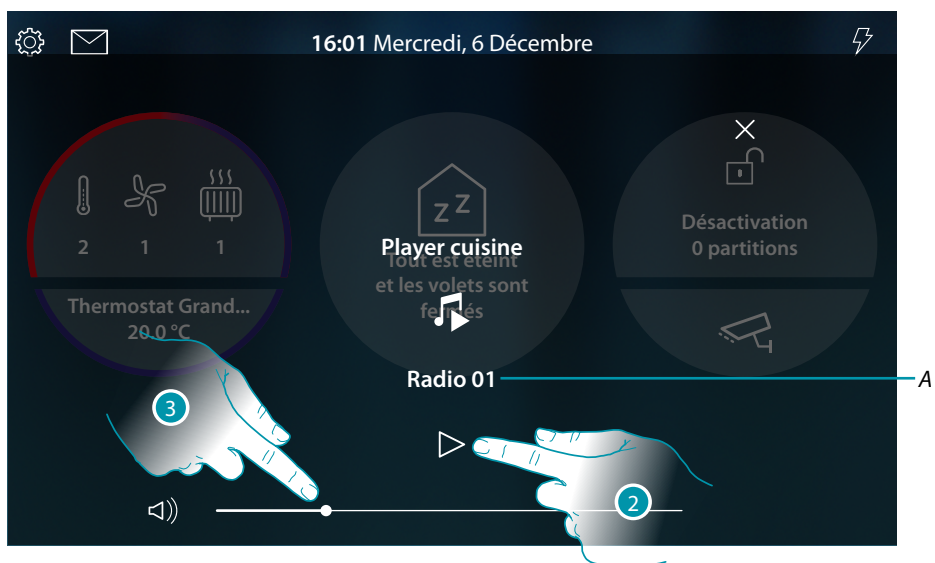 16:01 Mercredi, 6 Décembre
2 1 1
Thermostat Grand...
20.0 °C
z Z
Player cuisine
Tout est éteint
et les volets sont
fermés
Désactivation
0 partitions
Radio 01
A
3
2